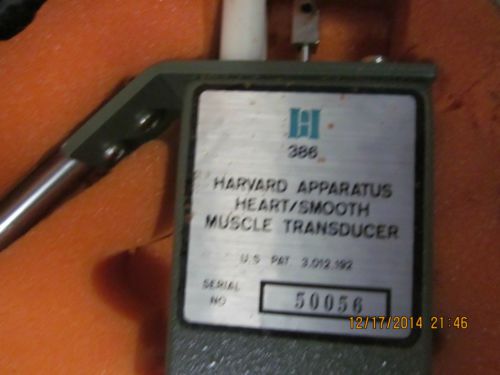 H
386
HARVARD APPARATUS
HEART/SMOOTH
MUSCLE TRANSDUCER
U.S PAT. 3,012,192
SERIAL
NO 50056
12/17/2014 21:46